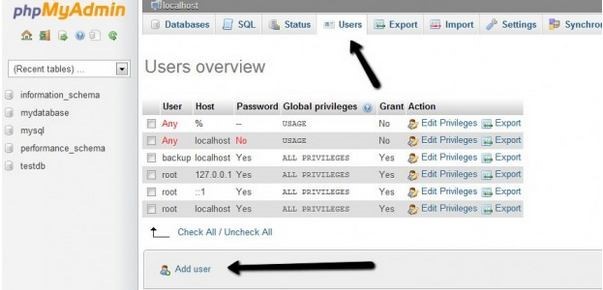 phpMyAdmin
localhost
Databases SQL Status Users Export Import Settings Synchron
(Recent tables) ...
Users overview
information_schema
mydatabase
mysql
performance_schema
testdb
User Host Password Global privileges Grant Action
Any % -- USAGE No Edit Privileges Export
Any localhost No USAGE No Edit Privileges Export
backup localhost Yes ALL PRIVILEGES Yes Edit Privileges Export
root 127.0.0.1 Yes ALL PRIVILEGES Yes Edit Privileges Export
root ::1 Yes ALL PRIVILEGES Yes Edit Privileges Export
root localhost Yes ALL PRIVILEGES Yes Edit Privileges Export
Check All / Uncheck All
Add user